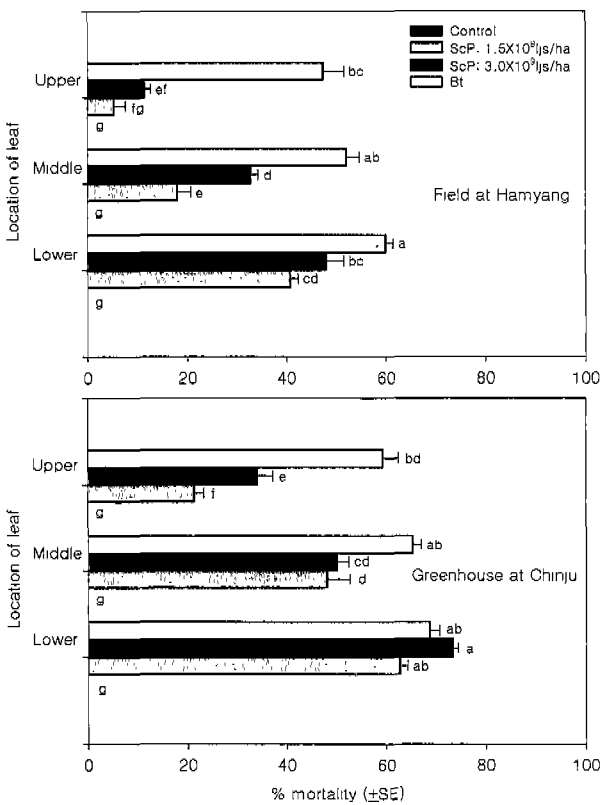 Control
ScP: 1.5X10⁹Ijs/ha
ScP: 3.0X10⁹Ijs/ha
Bt
Location of leaf
Upper
bc
ef
fg
g
Middle
ab
d
e
g
Field at Hamyang
Lower
a
bc
cd
g
0 20 40 60 80 100
Location of leaf
Upper
bd
e
f
g
Middle
ab
cd
d
g
Greenhouse at Chinju
Lower
ab
a
ab
g
0 20 40 60 80 100
% mortality (±SE)